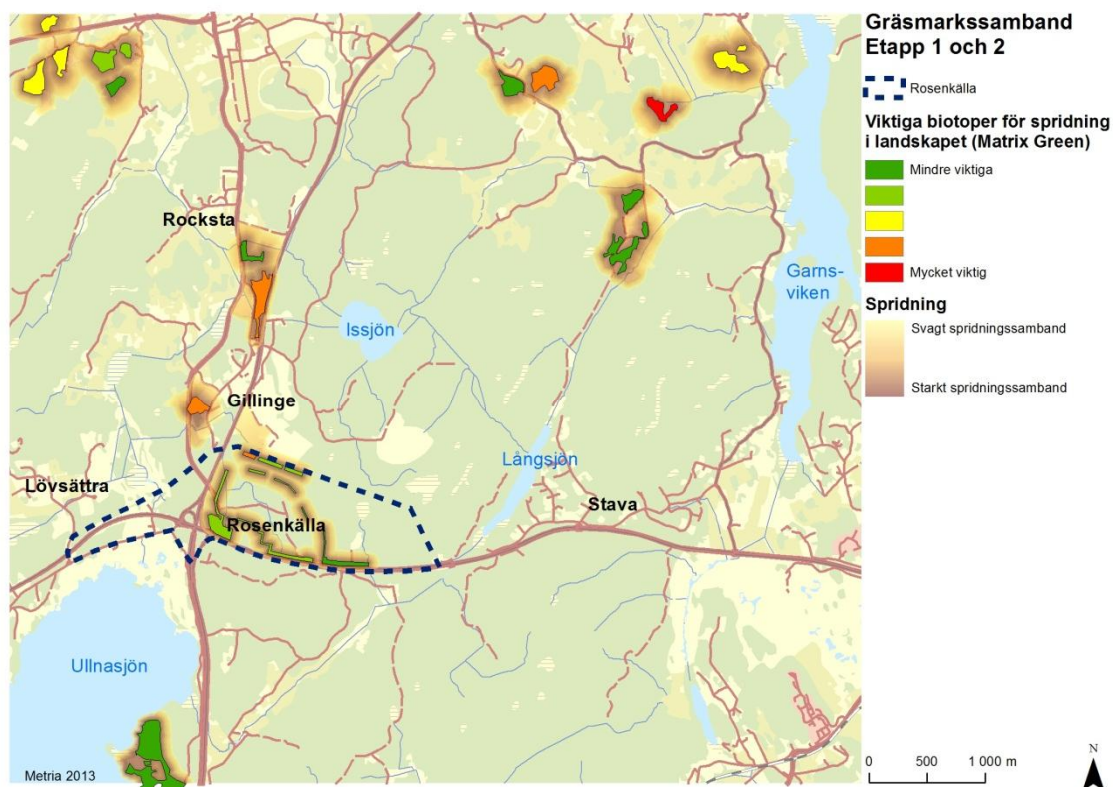 Gräsmarkssamband
Etapp 1 och 2
Rosenkälla
Viktiga biotoper för spridning
i landskapet (Matrix Green)
Mindre viktiga
Mycket viktig
Spridning
Svagt spridningssamband
Starkt spridningssamband
Rocksta
Garns-
viken
Issjön
Gillinge
Långsjön
Lövsättra
Stava
Rosenkälla
Ullnasjön
Metria 2013
0 500 1 000 m
N